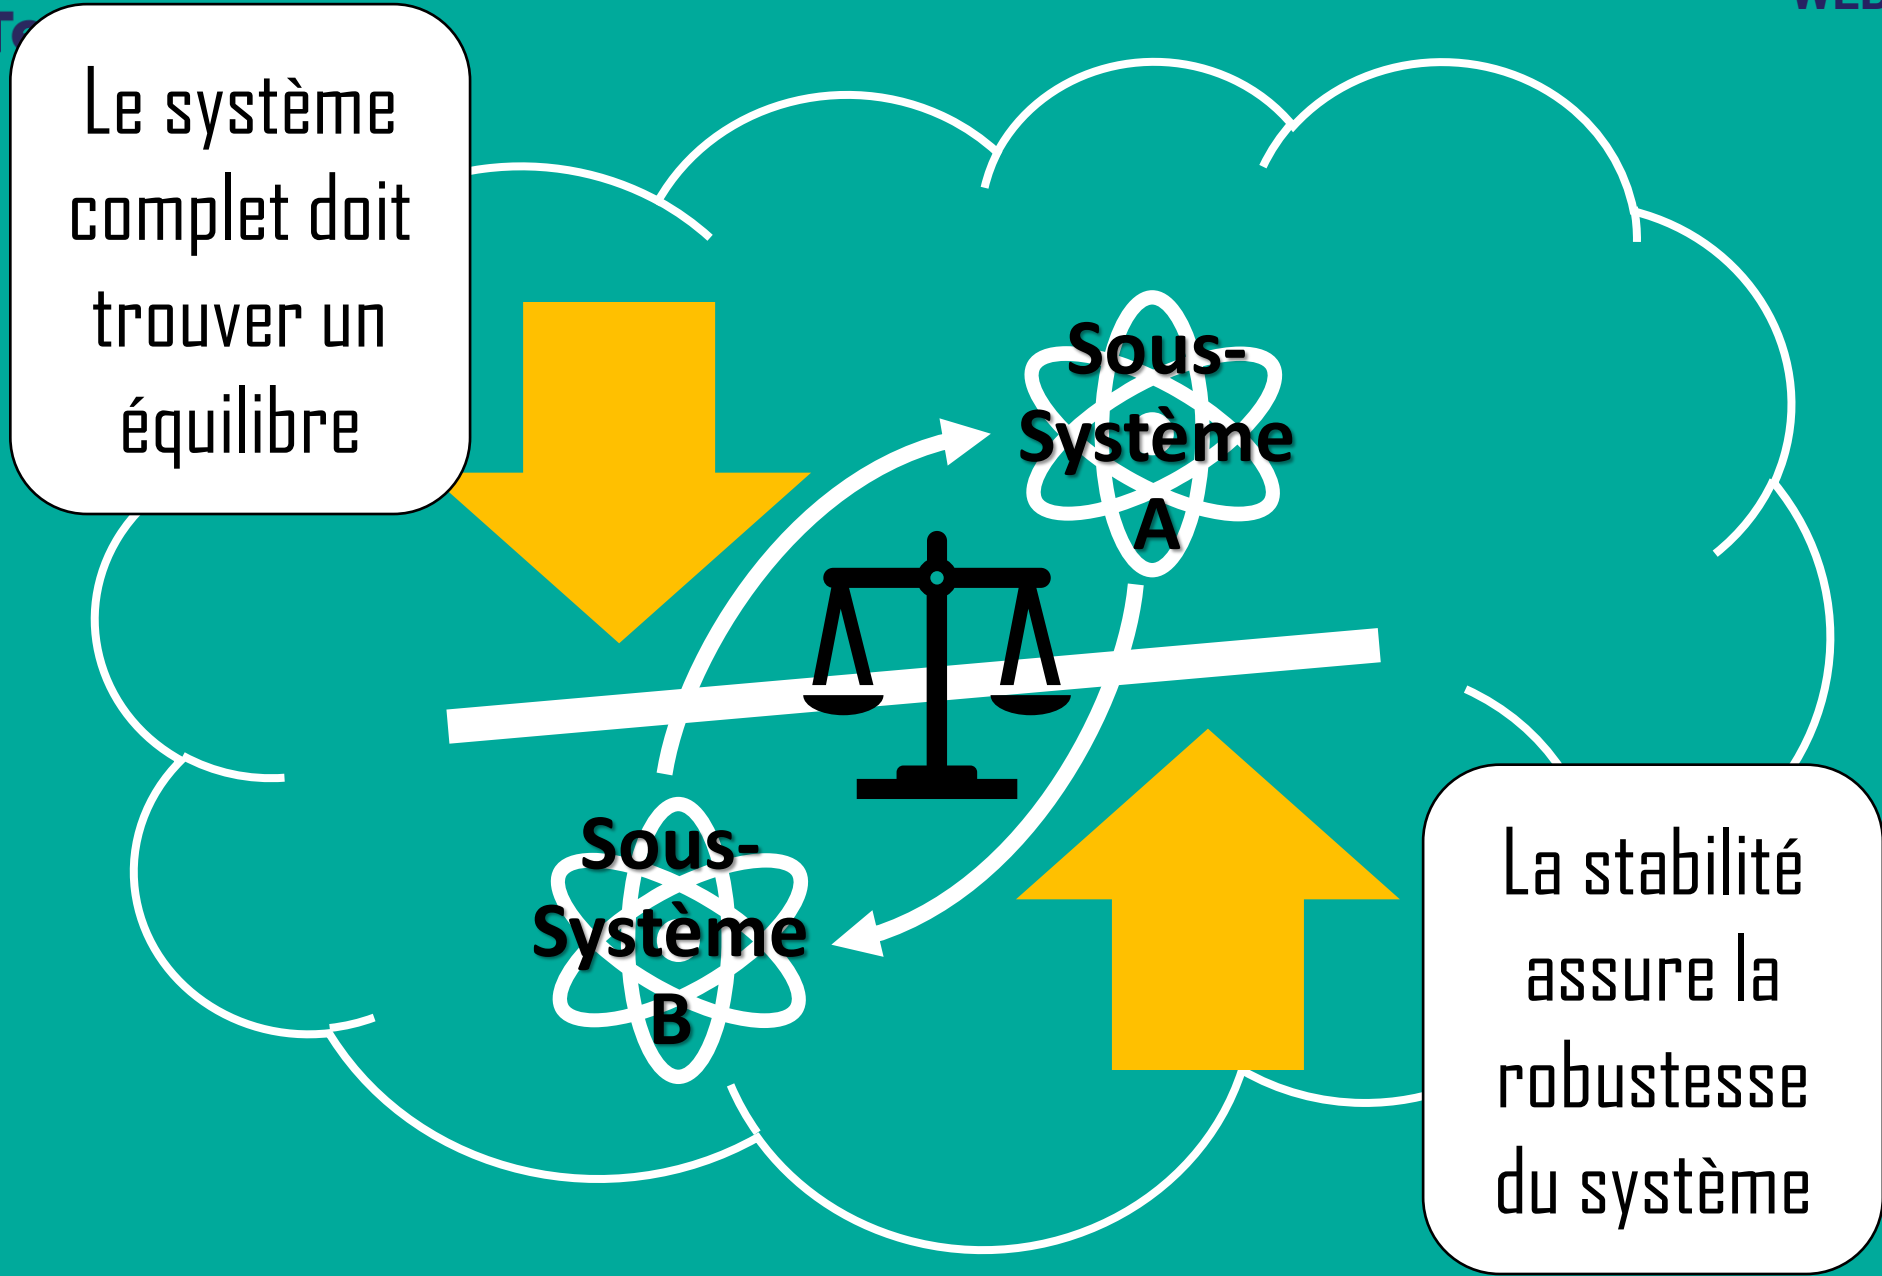 Le système
complet doit
trouver un
équilibre
Sous-
Système
A
Sous-
Système
B
La stabilité
assure la
robustesse
du système